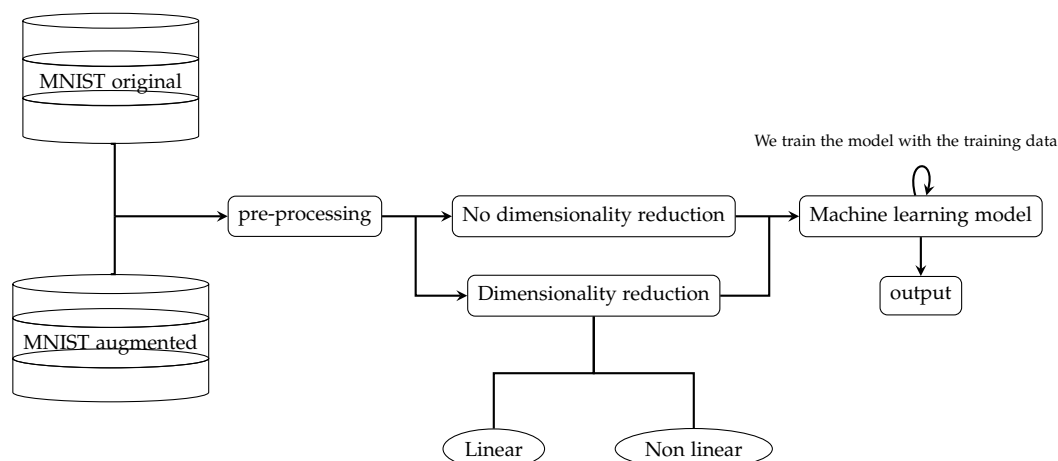 MNIST original
We train the model with the training data
pre-processing
No dimensionality reduction
Machine learning model
Dimensionality reduction
output
MNIST augmented
Linear
Non linear